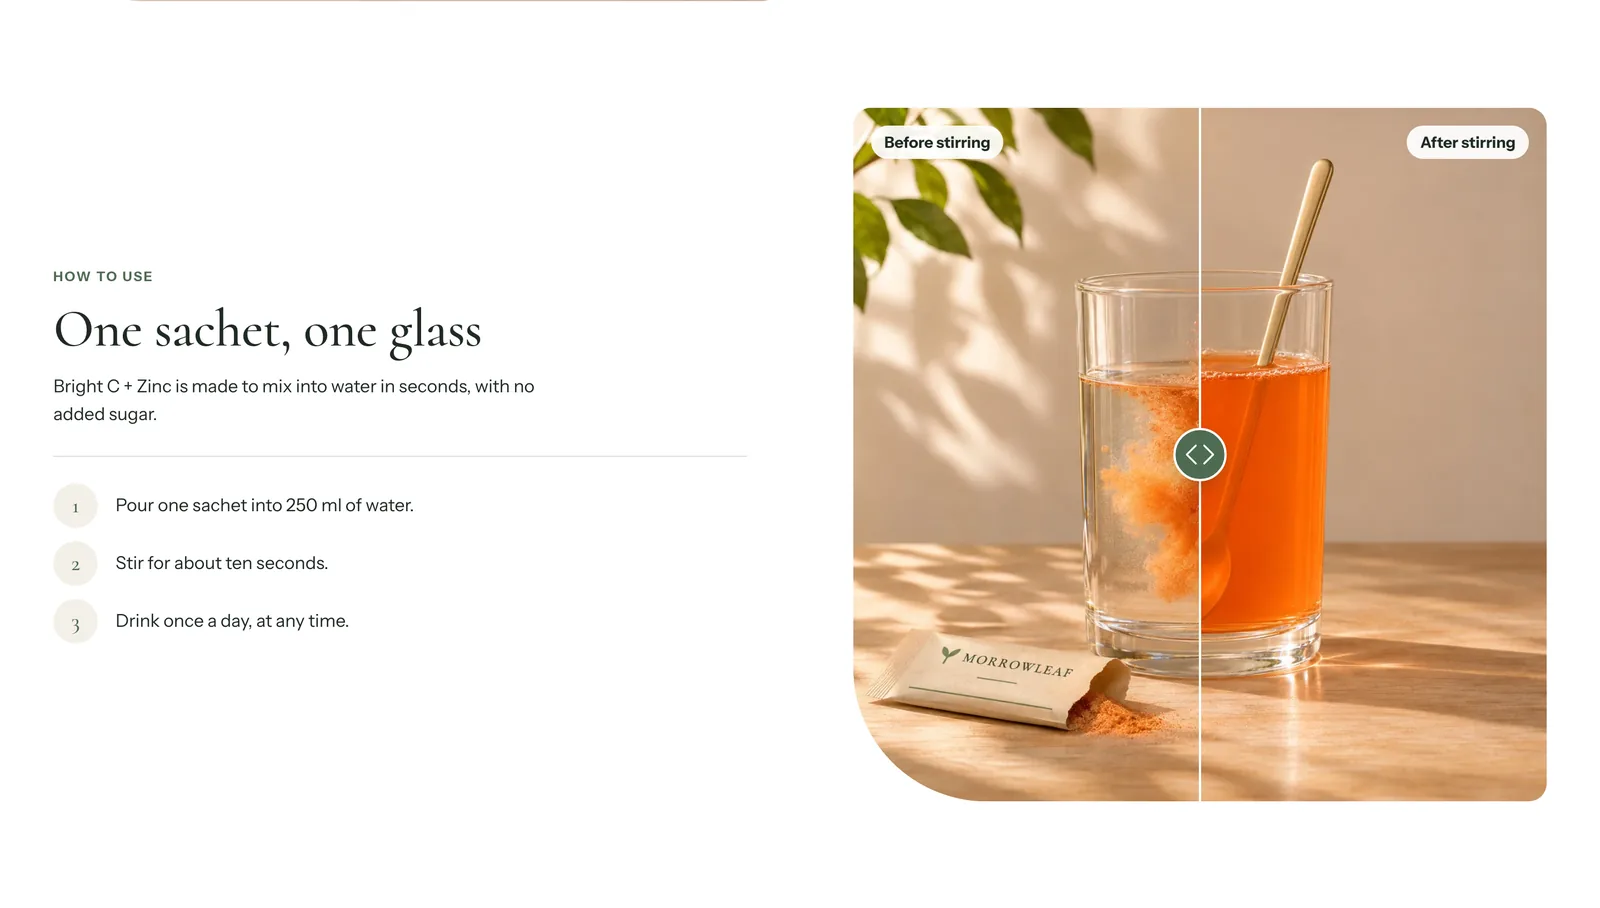 HOW TO USE
One sachet, one glass
Bright C + Zinc is made to mix into water in seconds, with no
added sugar.
1 Pour one sachet into 250 ml of water.
2 Stir for about ten seconds.
3 Drink once a day, at any time.
Before stirring
After stirring
MORROWLEAF